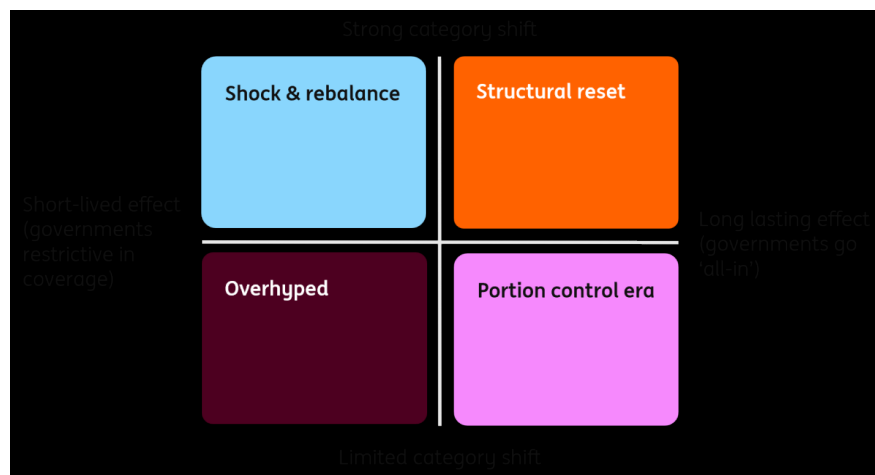 Strong category shift
Shock & rebalance
Structural reset
Short-lived effect
(governments
restrictive in
coverage)
Long lasting effect
(governments go
‘all-in’)
Overhyped
Portion control era
Limited category shift